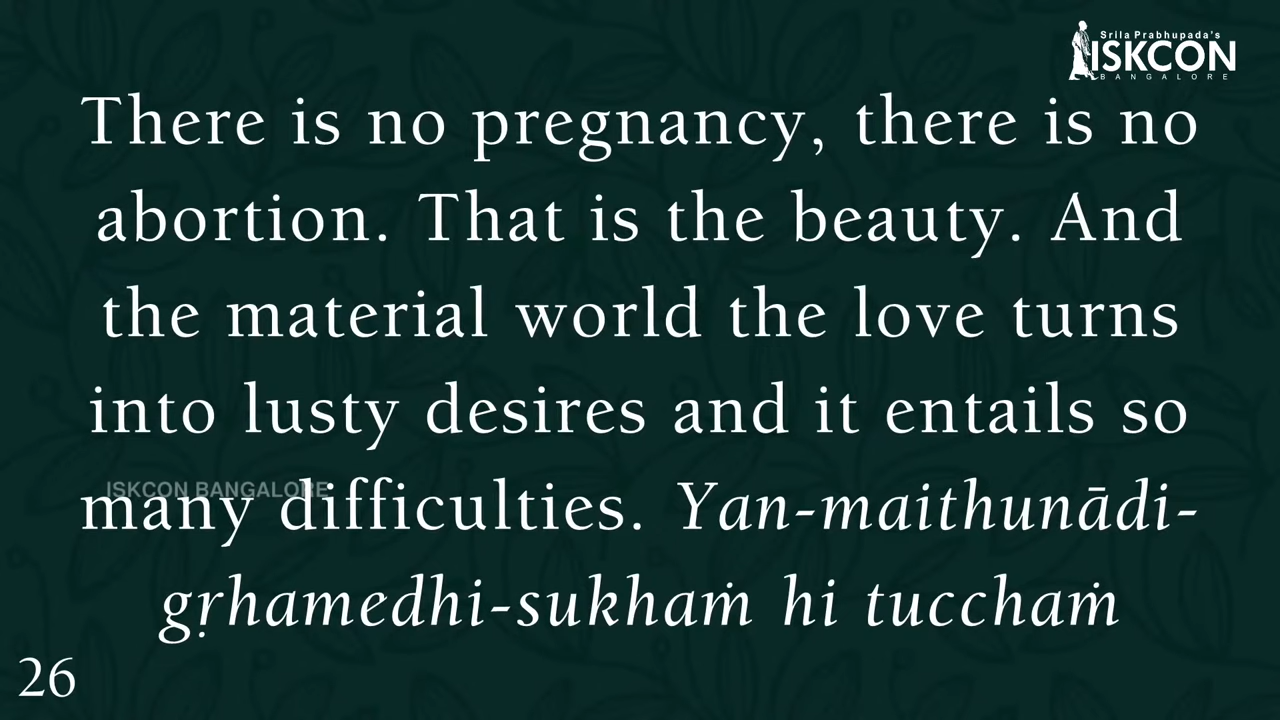 Srila Prabhupada's
ISKCON
BANGALORE
There is no pregnancy, there is no
abortion. That is the beauty. And
the material world the love turns
into lusty desires and it entails so
ISKCON BANGALORE
many difficulties. Yan-maithunādi-
gṛhamedhi-sukhaṁ hi tucchaṁ
26